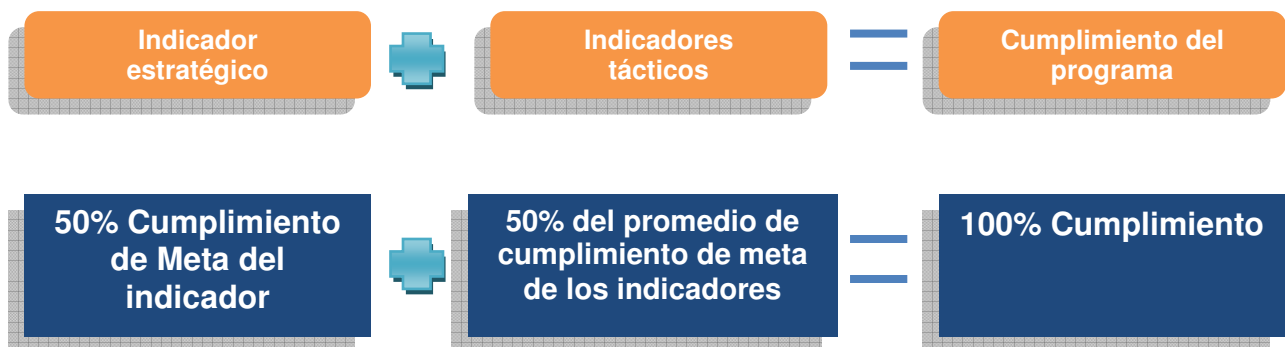 Indicador
estratégico
Indicadores
tácticos
Cumplimiento del
programa
50% Cumplimiento
de Meta del
indicador
50% del promedio de
cumplimiento de meta
de los indicadores
100% Cumplimiento